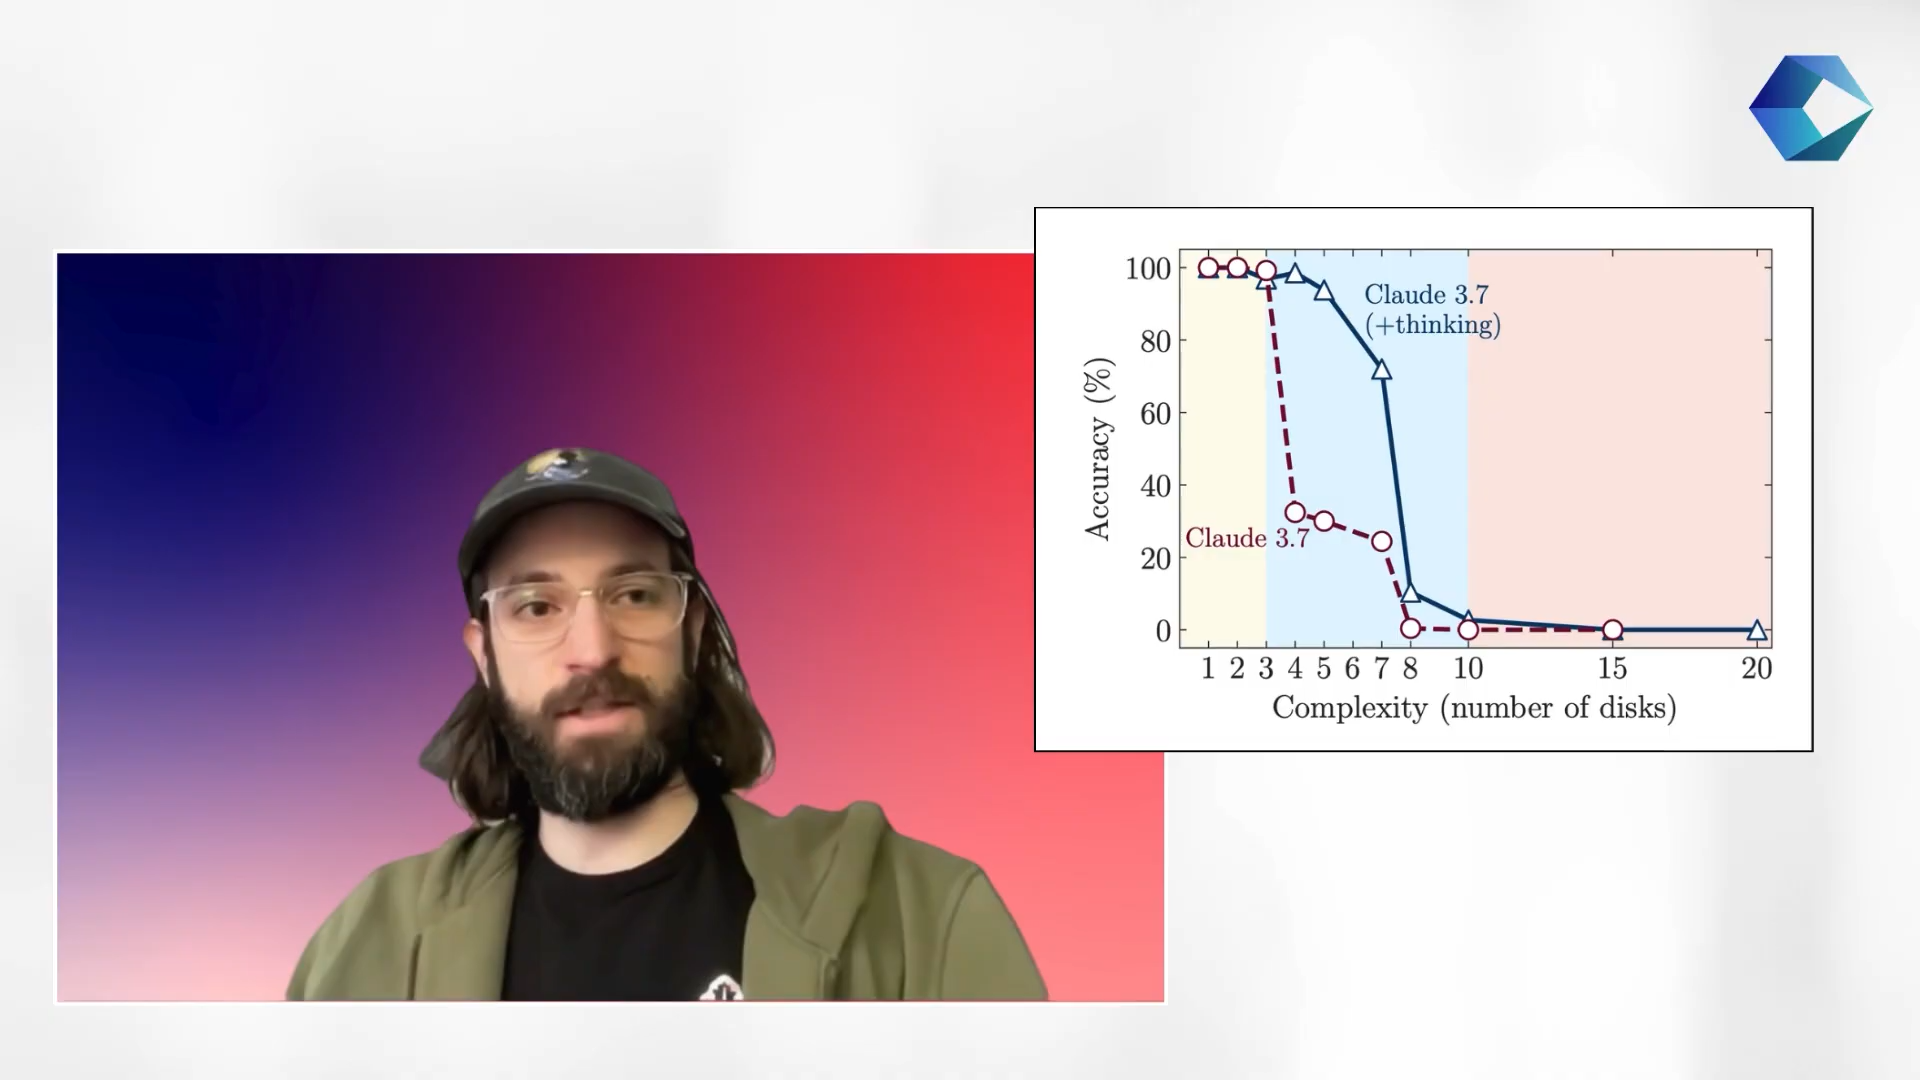 100
80
60
40
20
0
Accuracy (%)
Claude 3.7
(+thinking)
Claude 3.7
1 2 3 4 5 6 7 8 10 15 20
Complexity (number of disks)